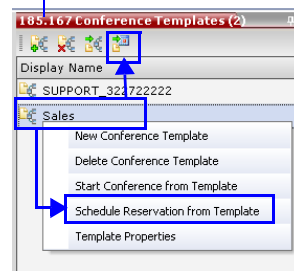 185.167 Conference Templates (2)
Display Name
SUPPORT_322722222
Sales
New Conference Template
Delete Conference Template
Start Conference from Template
Schedule Reservation from Template
Template Properties